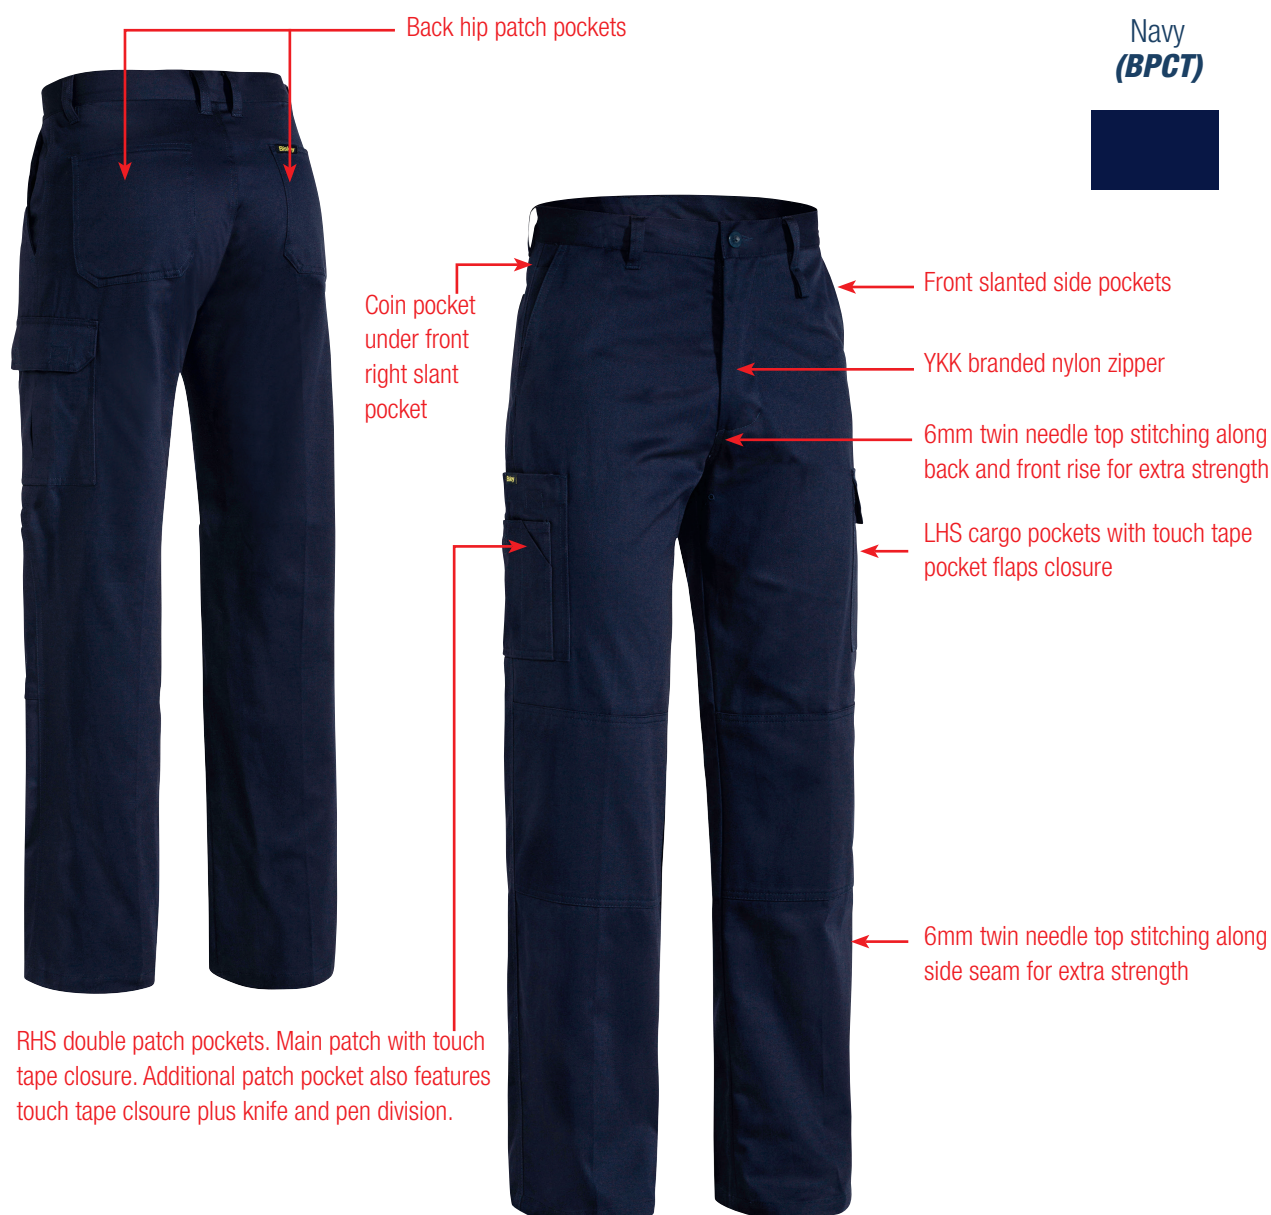 Back hip patch pockets
Navy
(BPCT)
Bisley
Coin pocket
under front
right slant
pocket
Front slanted side pockets
YKK branded nylon zipper
6mm twin needle top stitching along
back and front rise for extra strength
Bisley
LHS cargo pockets with touch tape
pocket flaps closure
6mm twin needle top stitching along
side seam for extra strength
RHS double patch pockets. Main patch with touch
tape closure. Additional patch pocket also features
touch tape clsoure plus knife and pen division.